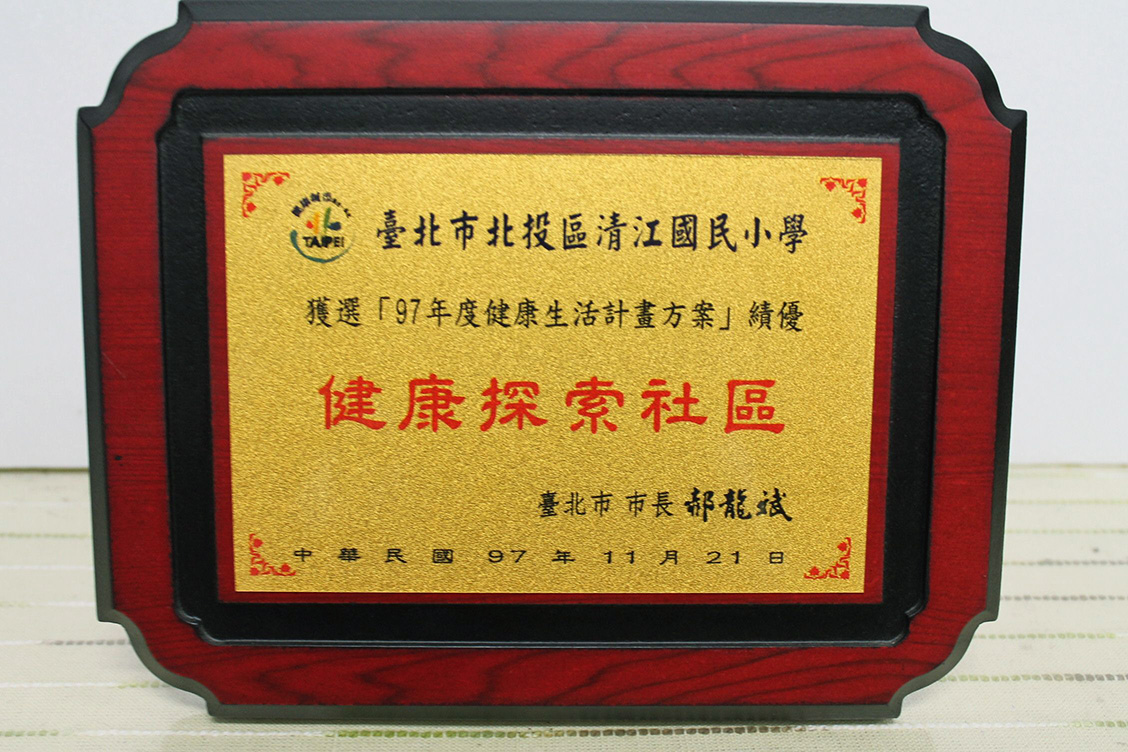 TAIPEI
臺北市北投區清江國民小學
獲選「97年度健康生活計畫方案」績優
健康探索社區
臺北市 市長 郝龍斌
中華民國 97 年 11 月 21 日